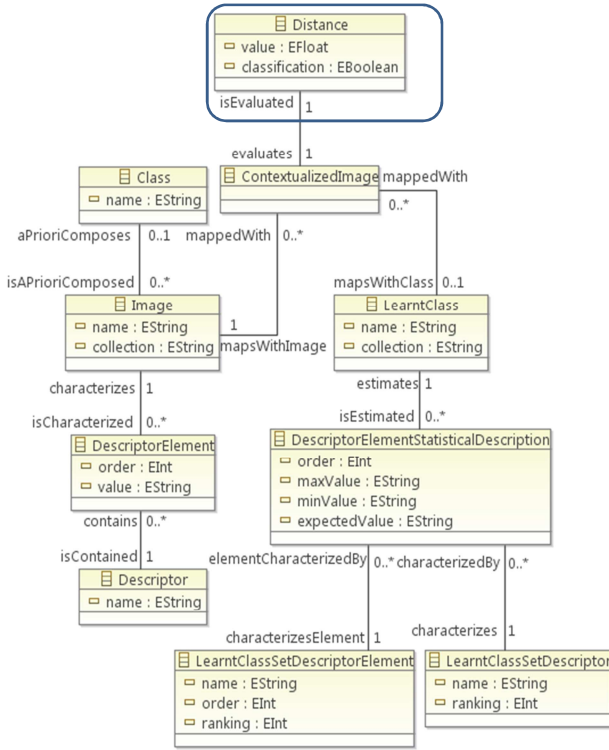 Distance
value : EFloat
classification : EBoolean
isEvaluated 1
evaluates 1
Class
name : EString
ContextualizedImage mappedWith
0..*
aPrioriComposes 0..1 mappedWith 0..*
isAPrioriComposed 0..*
mapsWithClass 0..1
Image
name : EString
collection : EString
1
mapsWithImage
LearntClass
name : EString
collection : EString
characterizes 1
estimates 1
isCharacterized 0..*
isEstimated 0..*
DescriptorElement
order : EInt
value : EString
DescriptorElementStatisticalDescription
order : EInt
maxValue : EString
minValue : EString
expectedValue : EString
contains 0..*
isContained 1
elementCharacterizedBy 0..* characterizedBy 0..*
Descriptor
name : EString
characterizesElement 1
characterizes 1
LearntClassSetDescriptorElement
name : EString
order : EInt
ranking : EInt
LearntClassSetDescriptor
name : EString
ranking : EInt